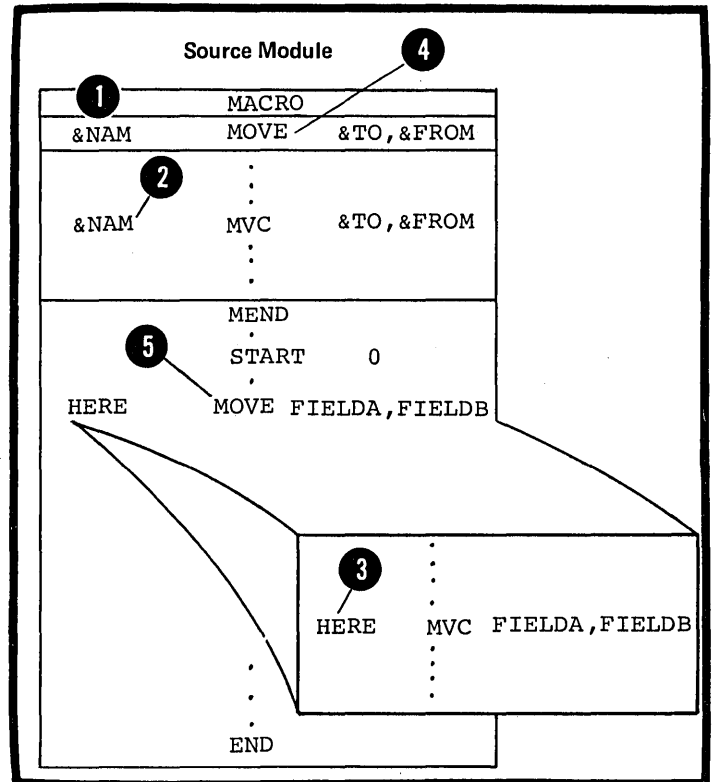 Source Module 4
1 MACRO
&NAM MOVE &TO,&FROM
2
&NAM MVC &TO,&FROM
MEND
5 START 0
HERE MOVE FIELDA,FIELDB
3
HERE MVC FIELDA,FIELDB
END